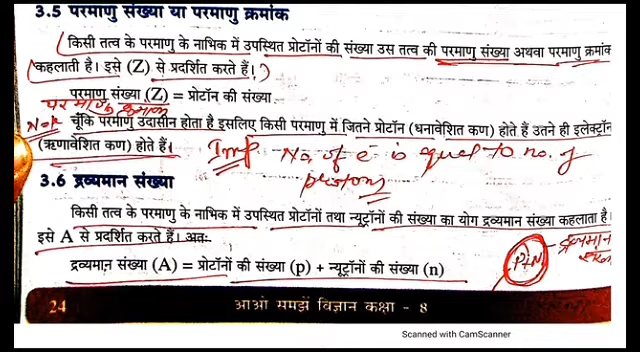 3.5 परमाणु संख्या या परमाणु क्रमांक
किसी तत्व के परमाणु के नाभिक में उपस्थित प्रोटॉनों की संख्या उस तत्व की परमाणु संख्या अथवा परमाणु क्रमांक
कहलाती है। इसे (Z) से प्रदर्शित करते हैं।
परमाणु संख्या (Z) = प्रोटॉन की संख्या
परमाणु क्रमांक
Note चूँकि परमाणु उदासीन होता है इसलिए किसी परमाणु में जितने प्रोटॉन (धनावेशित कण) होते हैं उतने ही इलेक्ट्रॉन
(ऋणावेशित कण) होते हैं।
Imp - No. of e⁻ is equal to no. of
protons
3.6 द्रव्यमान संख्या
किसी तत्व के परमाणु के नाभिक में उपस्थित प्रोटॉनों तथा न्यूट्रॉनों की संख्या का योग द्रव्यमान संख्या कहलाता है।
इसे A से प्रदर्शित करते हैं। अतः
द्रव्यमान संख्या (A) = प्रोटॉनों की संख्या (p) + न्यूट्रॉनों की संख्या (n)
P+N - द्रव्यमान
24 आओ समझें विज्ञान कक्षा - 8
Scanned with CamScanner